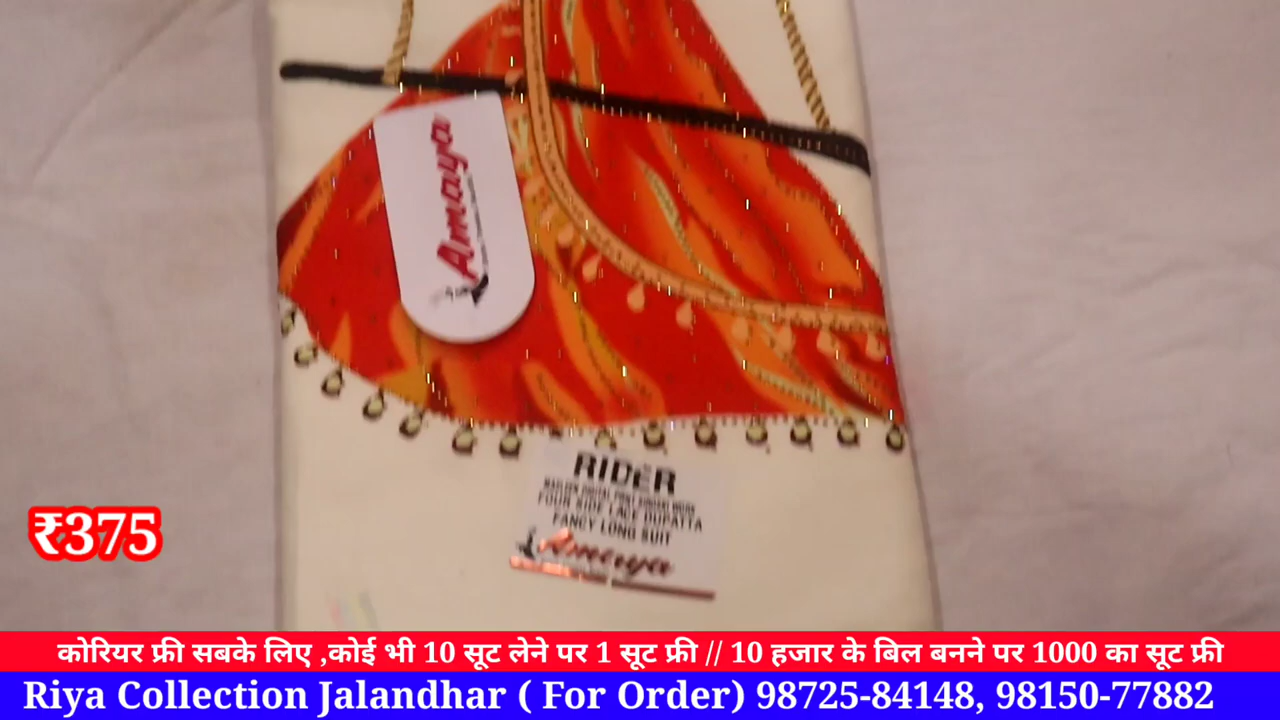 Amaya
RIDER
FOUR SIDE LACE DUPATTA
FANCY LONG SUIT
Amaya
₹375
कोरियर फ्री सबके लिए ,कोई भी 10 सूट लेने पर 1 सूट फ्री // 10 हजार के बिल बनने पर 1000 का सूट फ्री
Riya Collection Jalandhar ( For Order) 98725-84148, 98150-77882